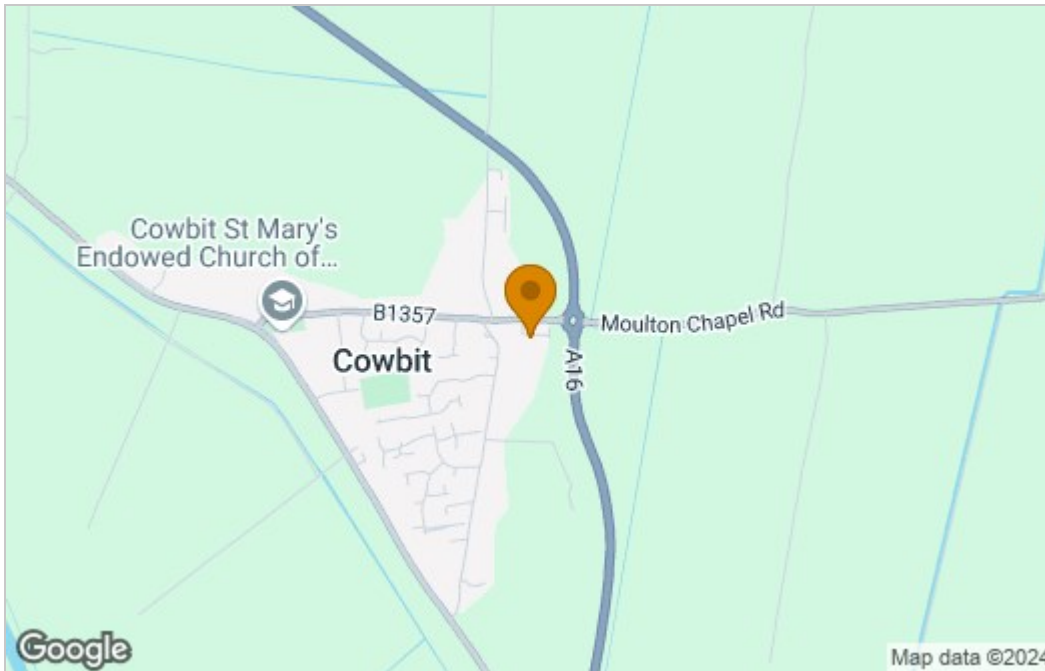 Cowbit St Mary's
Endowed Church of...
B1357
Moulton Chapel Rd
Cowbit
A16
Google
Map data ©2024